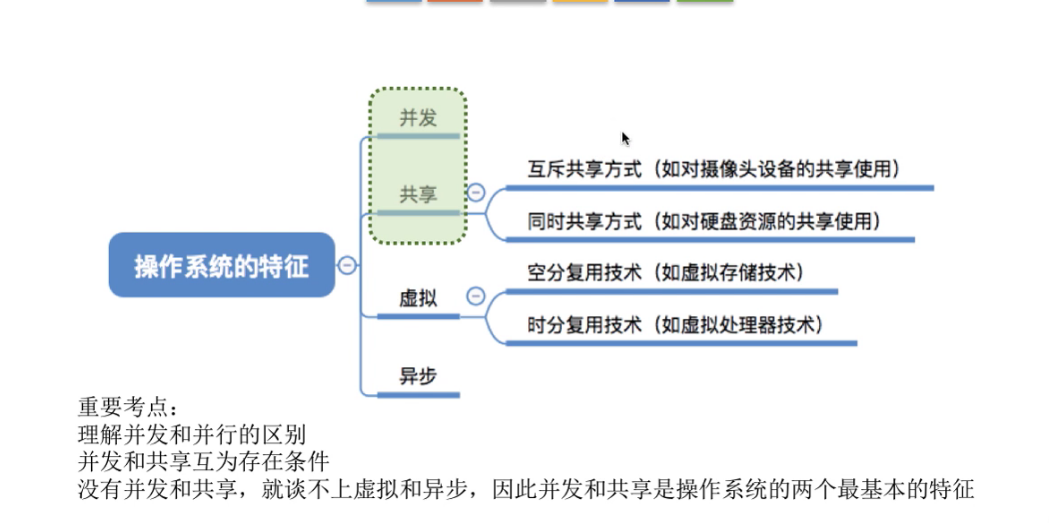 并发
共享
互斥共享方式（如对摄像头设备的共享使用）
同时共享方式（如对硬盘资源的共享使用）
操作系统的特征
虚拟
空分复用技术（如虚拟存储技术）
时分复用技术（如虚拟处理器技术）
异步
重要考点：
理解并发和并行的区别
并发和共享互为存在条件
没有并发和共享，就谈不上虚拟和异步，因此并发和共享是操作系统的两个最基本的特征